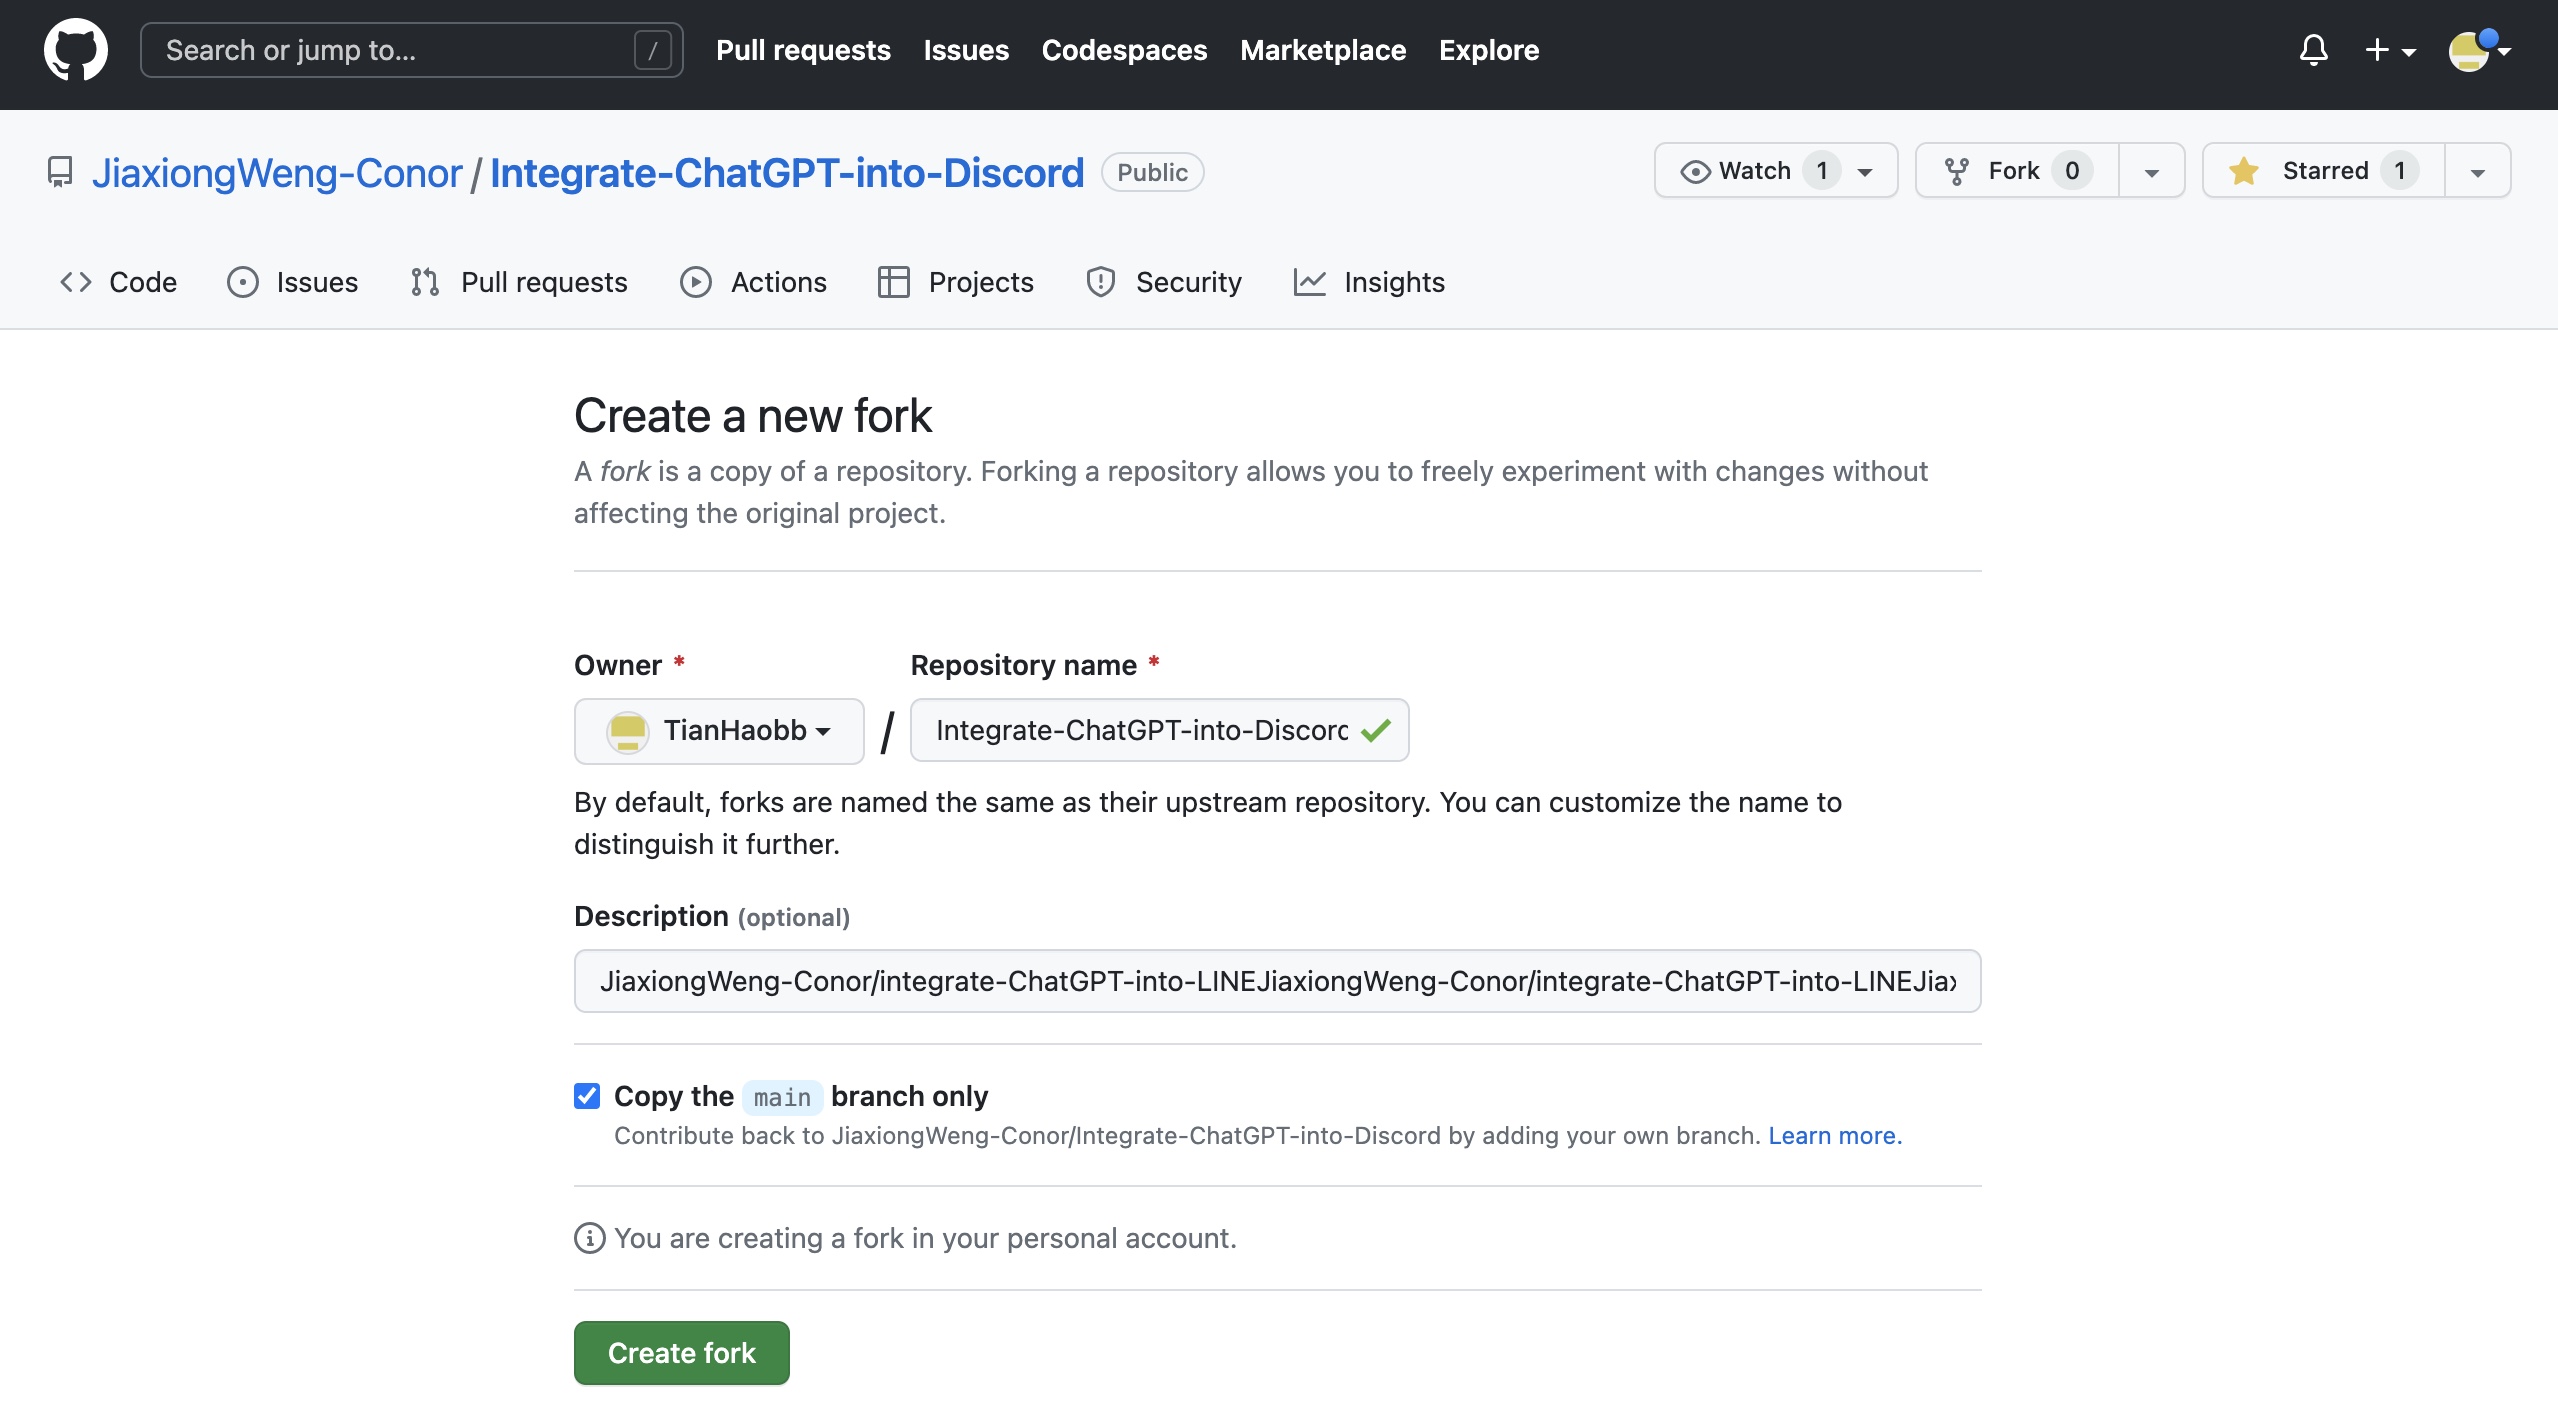 Search or jump to... / Pull requests Issues Codespaces Marketplace Explore
JiaxiongWeng-Conor / Integrate-ChatGPT-into-Discord Public Watch 1 Fork 0 Starred 1
Code Issues Pull requests Actions Projects Security Insights
Create a new fork
A fork is a copy of a repository. Forking a repository allows you to freely experiment with changes without
affecting the original project.
Owner * Repository name *
TianHaobb / Integrate-ChatGPT-into-Discord
By default, forks are named the same as their upstream repository. You can customize the name to
distinguish it further.
Description (optional)
JiaxiongWeng-Conor/integrate-ChatGPT-into-LINEJiaxiongWeng-Conor/integrate-ChatGPT-into-LINEJiax
Copy the main branch only
Contribute back to JiaxiongWeng-Conor/Integrate-ChatGPT-into-Discord by adding your own branch. Learn more.
You are creating a fork in your personal account.
Create fork